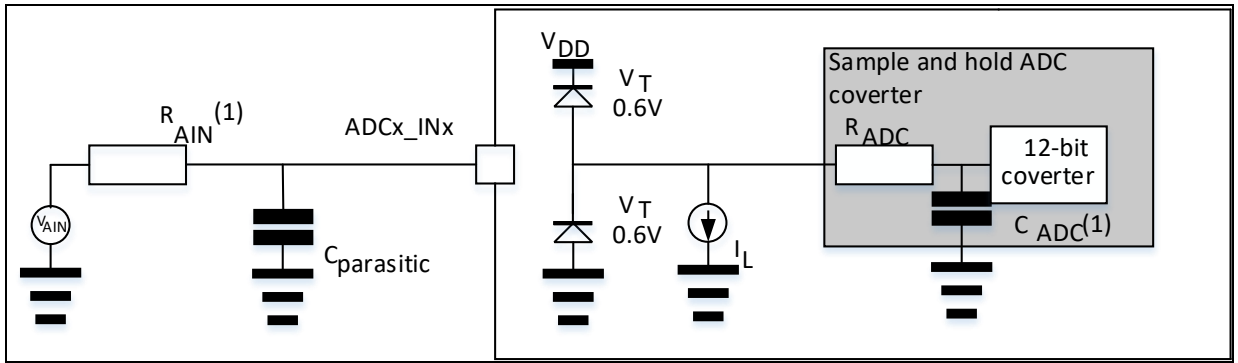 V DD
V T
0.6V
Sample and hold ADC
coverter
R AIN (1)
ADCx_INx
R ADC
12-bit
coverter
V AIN
V T
0.6V
C ADC (1)
C parasitic
I L